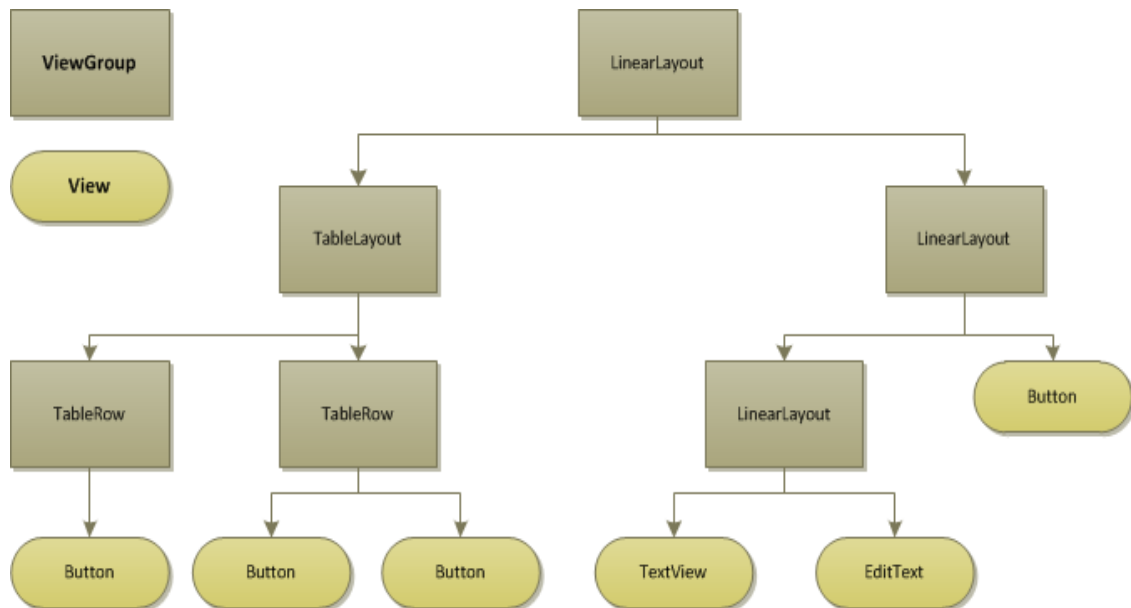 ViewGroup
LinearLayout
View
TableLayout
LinearLayout
TableRow
TableRow
LinearLayout
Button
Button
Button
Button
TextView
EditText